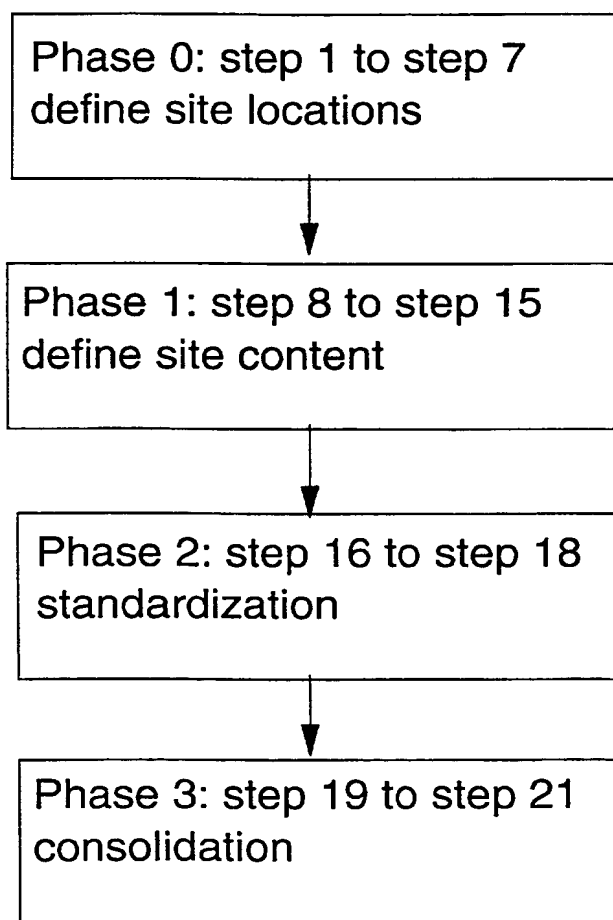 Phase 0: step 1 to step 7
define site locations
Phase 1: step 8 to step 15
define site content
Phase 2: step 16 to step 18
standardization
Phase 3: step 19 to step 21
consolidation